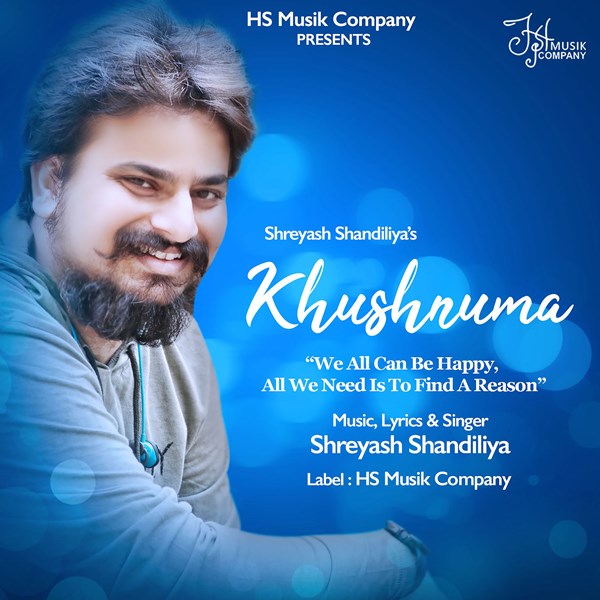 HS Musik Company
PRESENTS
JHS MUSIK
COMPANY
Shreyash Shandiliya's
Khushnuma
“We All Can Be Happy,
All We Need Is To Find A Reason”
Music, Lyrics & Singer
Shreyash Shandiliya
Label : HS Musik Company